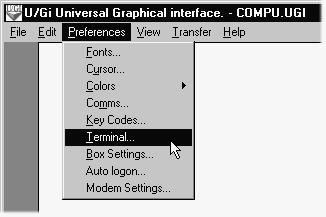 U/Gi U/Gi Universal Graphical interface. - COMPU.UGI
File Edit Preferences View Transfer Help
Fonts...
Cursor...
Colors
Comms...
Key Codes...
Terminal...
Box Settings...
Auto logon...
Modem Settings...